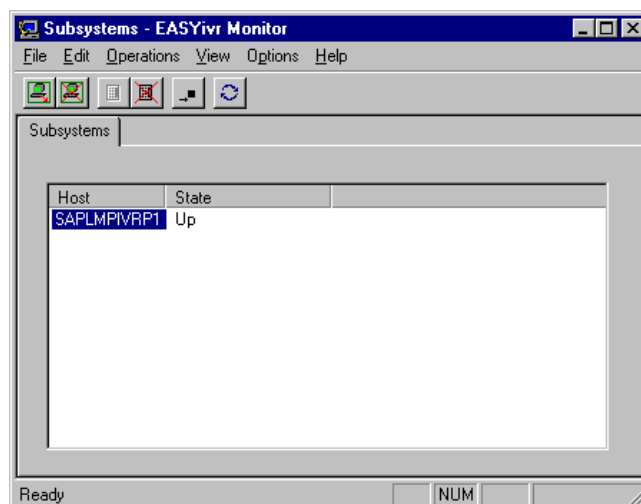 Subsystems - EASYivr Monitor
File Edit Operations View Options Help
Subsystems
Host State
SAPLMPIVRP1 Up
Ready NUM